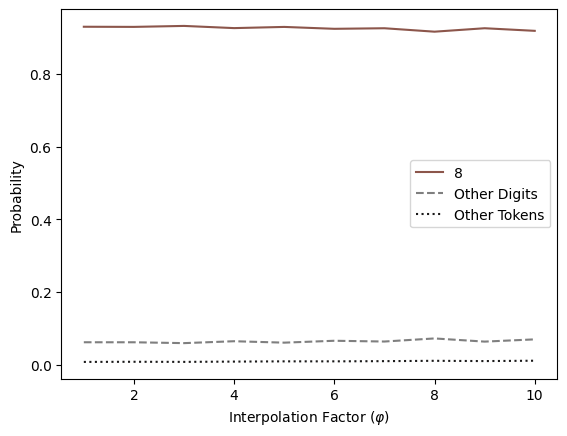 0.8
0.6
0.4
0.2
0.0
Probability
8
Other Digits
Other Tokens
2 4 6 8 10
Interpolation Factor (φ)